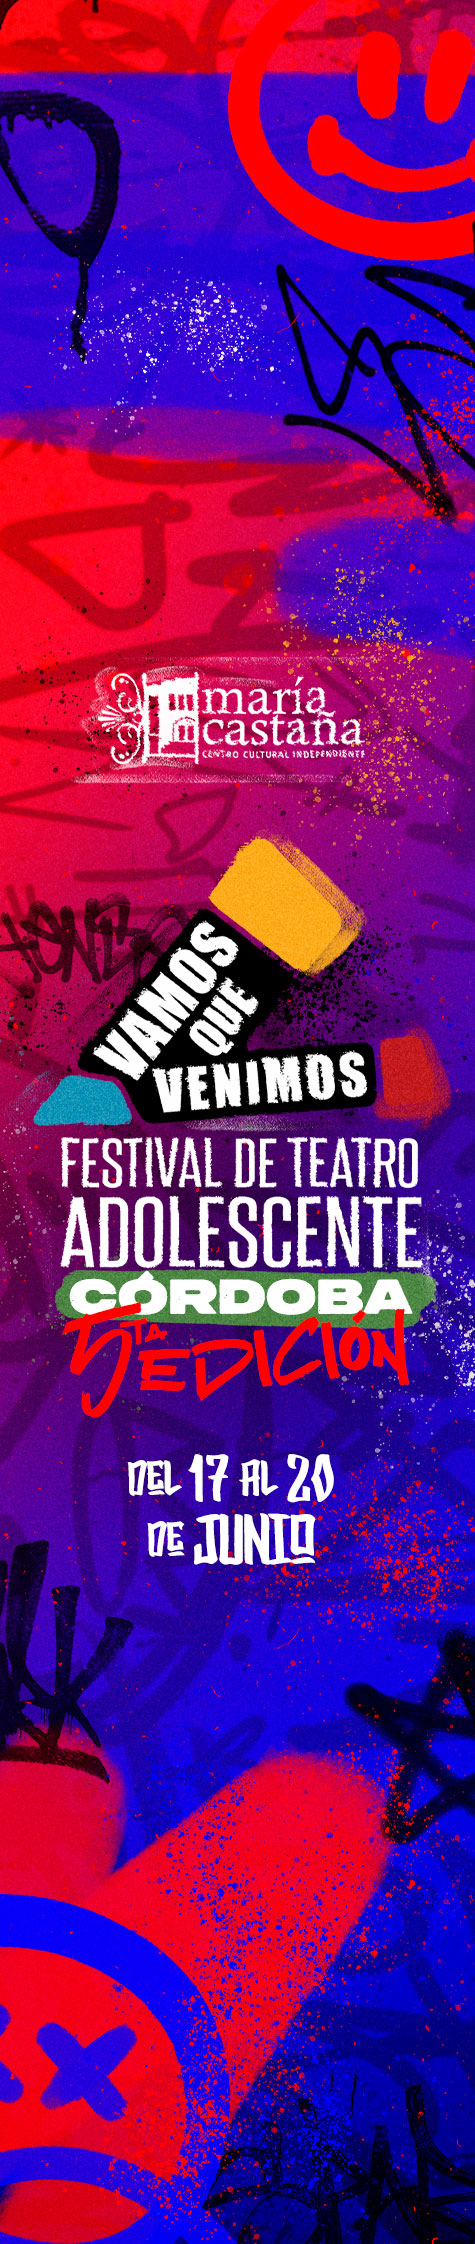 maría
castaña
CENTRO CULTURAL INDEPENDIENTE
VAMOS
QUE
VENIMOS
FESTIVAL DE TEATRO
ADOLESCENTE
CÓRDOBA
5TA EDICIÓN
DEL 17 AL 20
DE JUNIO